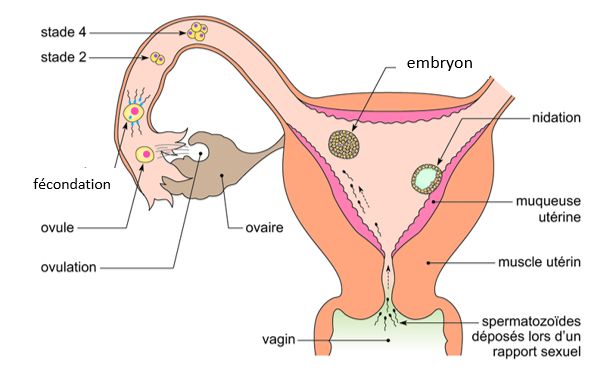 stade 4
stade 2
embryon
nidation
fécondation
muqueuse
utérine
ovule
ovaire
ovulation
muscle utérin
vagin
spermatozoïdes
déposés lors d'un
rapport sexuel